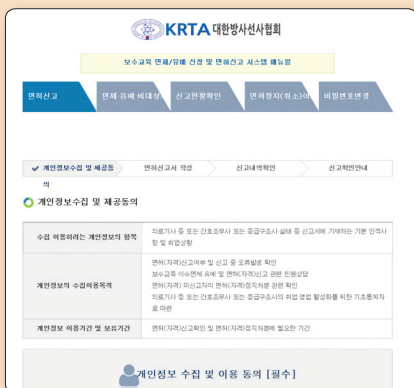 KRTA 대한방사선사협회
보수교육 면제/유예 신청 및 면허신고 시스템 매뉴얼
면허신고
면제·유예·비대상
신고현황확인
면허정지(취소)이
비밀번호변경
개인정보수집 및 제공동의
면허신고서 작성
신고내역확인
신고확인안내
개인정보수집 및 제공동의
수집 이용하려는 개인정보의 항목
의료기사 등 또는 간호조무사 또는 응급구조사 실태 등 신고서에 기재하는 기본 인적사
항 및 취업상황
개인정보의 수집이용목적
면허(자격)신고여부 및 신고 중 오류발생 확인
보수교육 이수면제·유예 및 면허(자격)신고 관련 민원상담
면허(자격) 미신고자의 면허(자격)정지처분 관련 확인
의료기사 등 또는 간호조무사 또는 응급구조사의 취업·영업 활성화를 위한 기초통계자
료 마련
개인정보 이용기간 및 보유기간
면허(자격)신고확인 및 면허(자격)정지처분에 필요한 기간
개인정보 수집 및 이용 동의 [필수]